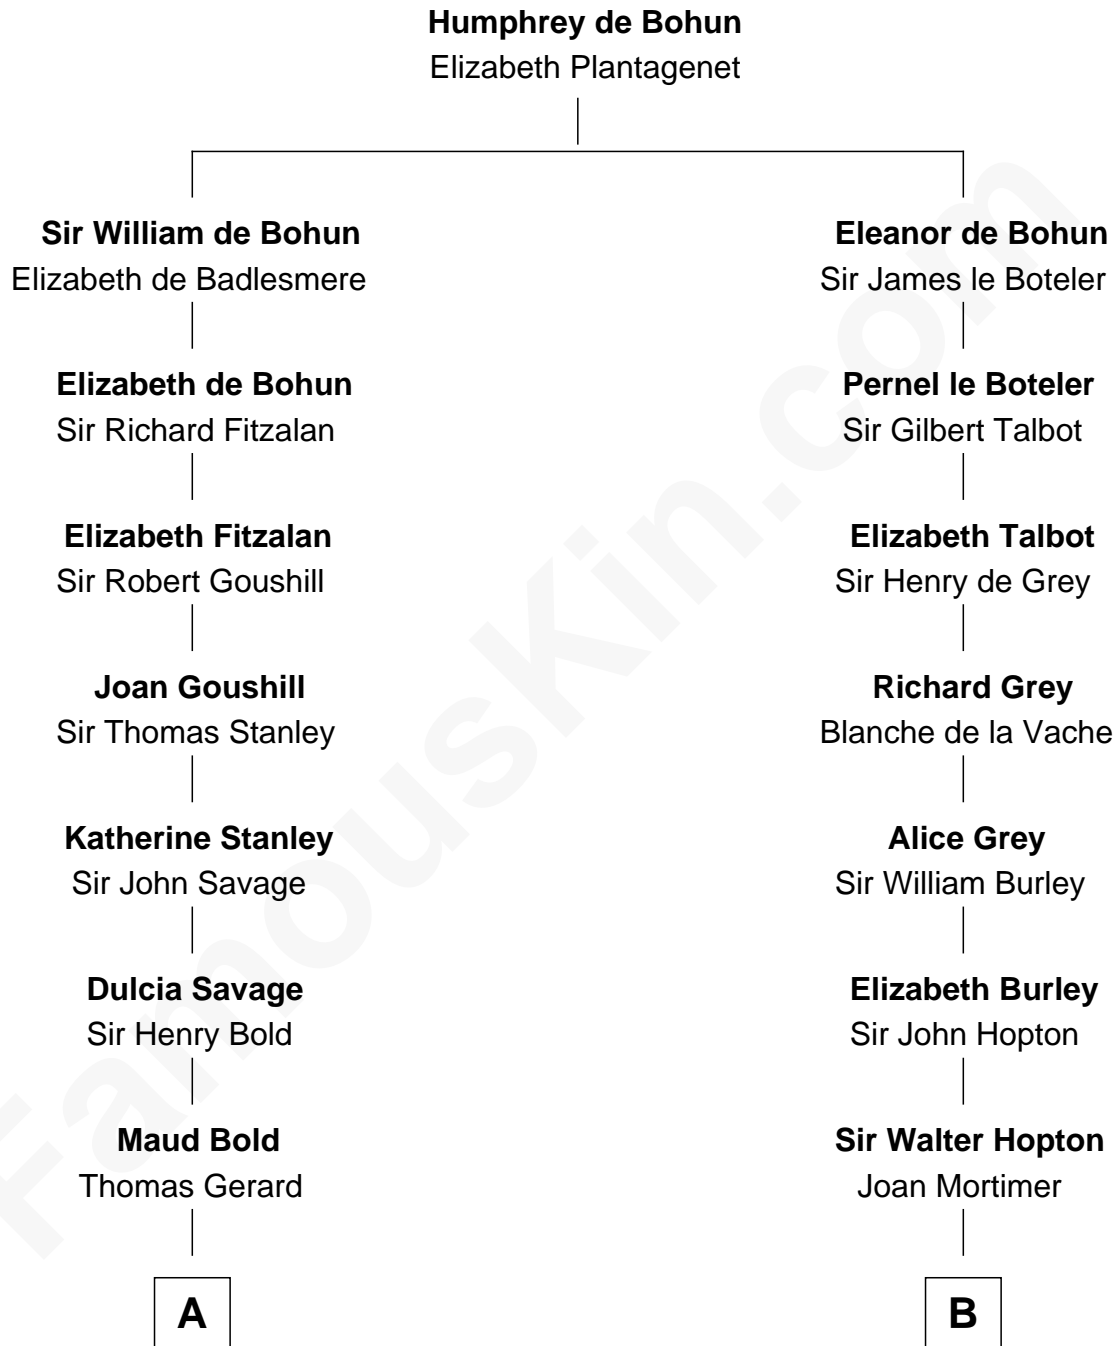 Humphrey de Bohun
Elizabeth Plantagenet
Sir William de Bohun
Elizabeth de Badlesmere
Elizabeth de Bohun
Sir Richard Fitzalan
Elizabeth Fitzalan
Sir Robert Goushill
Joan Goushill
Sir Thomas Stanley
Katherine Stanley
Sir John Savage
Dulcia Savage
Sir Henry Bold
Maud Bold
Thomas Gerard
A
Eleanor de Bohun
Sir James le Boteler
Pernel le Boteler
Sir Gilbert Talbot
Elizabeth Talbot
Sir Henry de Grey
Richard Grey
Blanche de la Vache
Alice Grey
Sir William Burley
Elizabeth Burley
Sir John Hopton
Sir Walter Hopton
Joan Mortimer
B
FamousKin.com